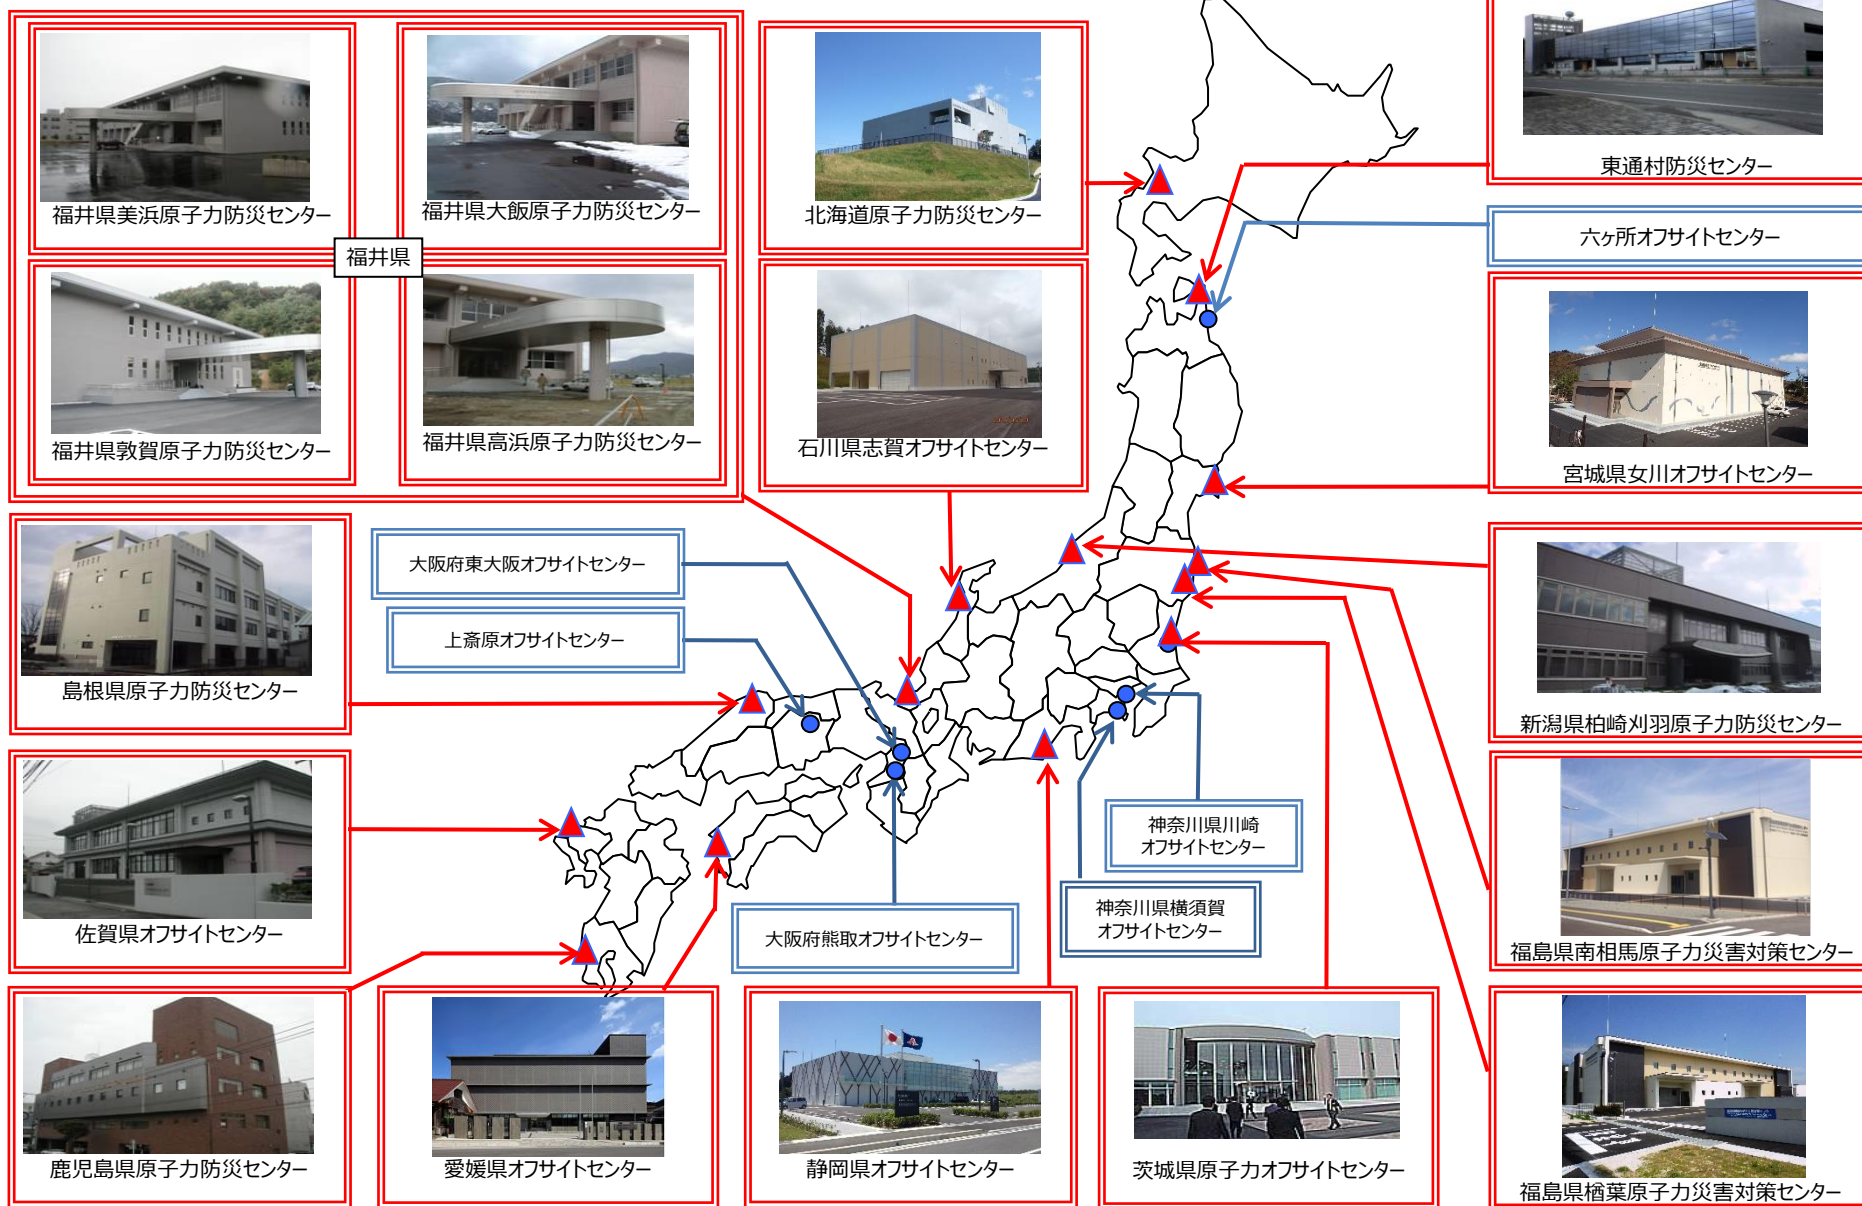 福井県美浜原子力防災センター
福井県大飯原子力防災センター
福井県
福井県敦賀原子力防災センター
福井県高浜原子力防災センター
北海道原子力防災センター
石川県志賀オフサイトセンター
東通村防災センター
六ヶ所オフサイトセンター
宮城県女川オフサイトセンター
島根県原子力防災センター
大阪府東大阪オフサイトセンター
上斎原オフサイトセンター
新潟県柏崎刈羽原子力防災センター
佐賀県オフサイトセンター
神奈川県川崎
オフサイトセンター
神奈川県横須賀
オフサイトセンター
大阪府熊取オフサイトセンター
福島県南相馬原子力災害対策センター
鹿児島県原子力防災センター
愛媛県オフサイトセンター
静岡県オフサイトセンター
茨城県原子力オフサイトセンター
福島県楢葉原子力災害対策センター